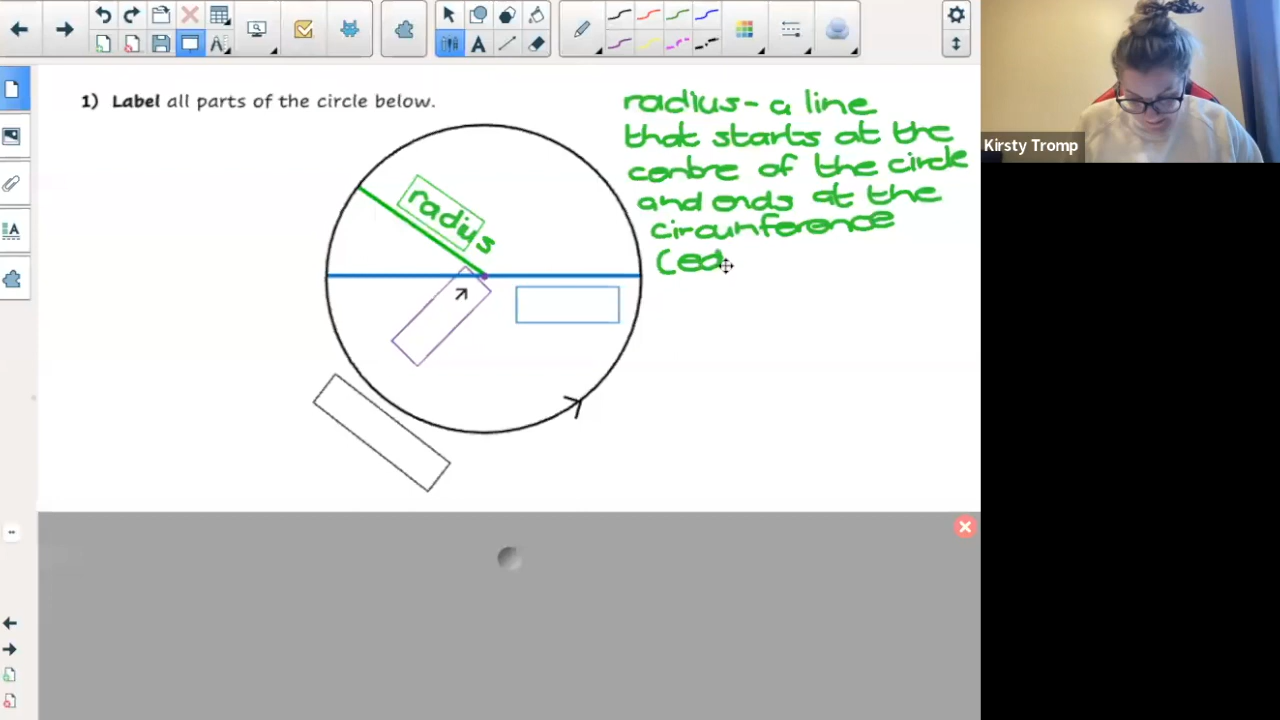 1) Label all parts of the circle below.
radius
radius - a line
that starts at the
centre of the circle
and ends at the
circumference
(ed
Kirsty Tromp